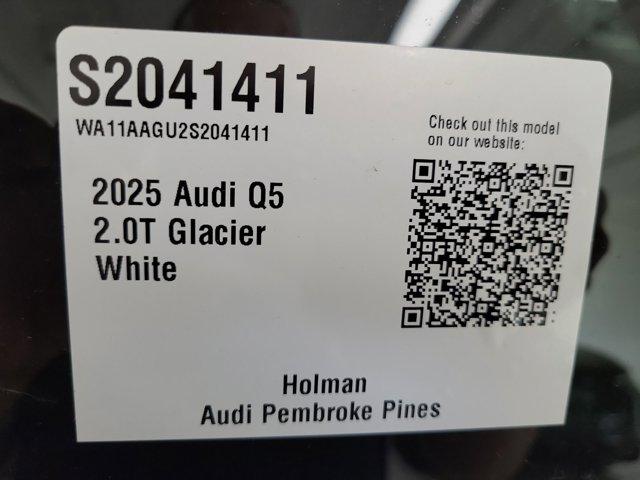 S2041411
WA11AAGU2S2041411
Check out this model
on our website:
2025 Audi Q5
2.0T Glacier
White
Holman
Audi Pembroke Pines